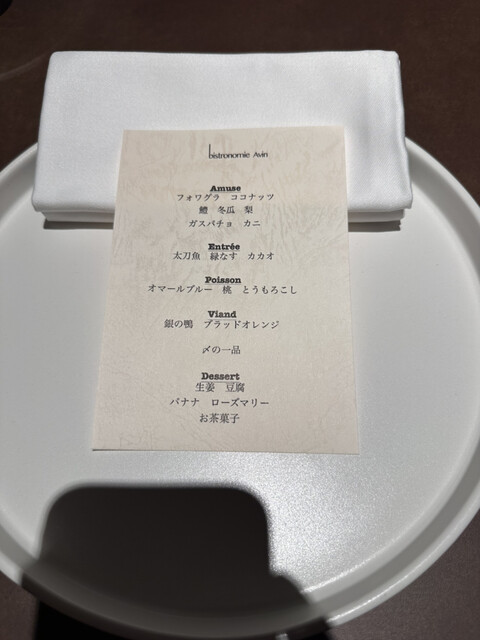 bistronomie Avin
Amuse
フォワグラ ココナッツ
鱧 冬瓜 梨
ガスパチョ カニ
Entrée
太刀魚 緑なす カカオ
Poisson
オマールブルー 桃 とうもろこし
Viand
銀の鴨 ブラッドオレンジ
〆の一品
Dessert
生姜 豆腐
バナナ ローズマリー
お茶菓子